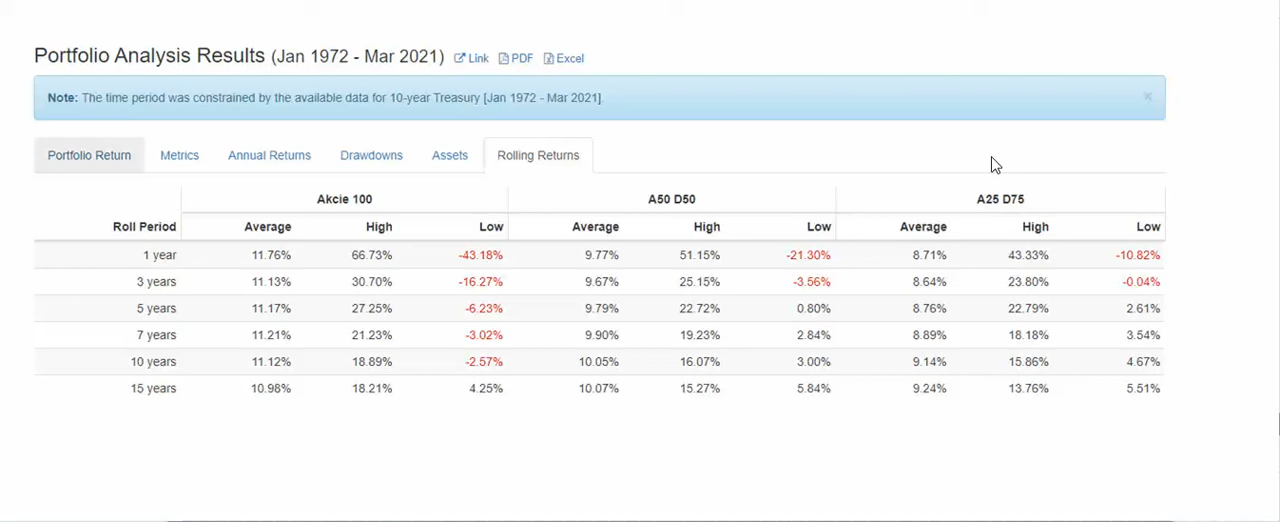 Portfolio Analysis Results (Jan 1972 - Mar 2021) Link PDF Excel
Note: The time period was constrained by the available data for 10-year Treasury [Jan 1972 - Mar 2021].
Portfolio Return Metrics Annual Returns Drawdowns Assets Rolling Returns
Akcie 100 A50 D50 A25 D75
Roll Period Average High Low Average High Low Average High Low
1 year 11.76% 66.73% -43.18% 9.77% 51.15% -21.30% 8.71% 43.33% -10.82%
3 years 11.13% 30.70% -16.27% 9.67% 25.15% -3.56% 8.64% 23.80% -0.04%
5 years 11.17% 27.25% -6.23% 9.79% 22.72% 0.80% 8.76% 22.79% 2.61%
7 years 11.21% 21.23% -3.02% 9.90% 19.23% 2.84% 8.89% 18.18% 3.54%
10 years 11.12% 18.89% -2.57% 10.05% 16.07% 3.00% 9.14% 15.86% 4.67%
15 years 10.98% 18.21% 4.25% 10.07% 15.27% 5.84% 9.24% 13.76% 5.51%